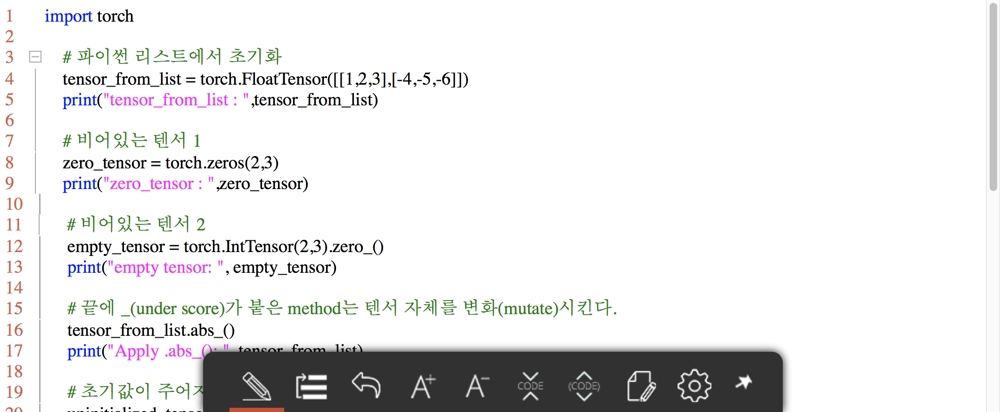 1 import torch
2
3 # 파이썬 리스트에서 초기화
4 tensor_from_list = torch.FloatTensor([[1,2,3],[-4,-5,-6]])
5 print("tensor_from_list : ",tensor_from_list)
6
7 # 비어있는 텐서 1
8 zero_tensor = torch.zeros(2,3)
9 print("zero_tensor : ",zero_tensor)
10
11 # 비어있는 텐서 2
12 empty_tensor = torch.IntTensor(2,3).zero_()
13 print("empty tensor: ", empty_tensor)
14
15 # 끝에 _(under score)가 붙은 method는 텐서 자체를 변화(mutate)시킨다.
16 tensor_from_list.abs_()
17 print("Apply .abs_(): ", tensor_from_list)
18
19 # 초기값이
20
A+ A- CODE (CODE)